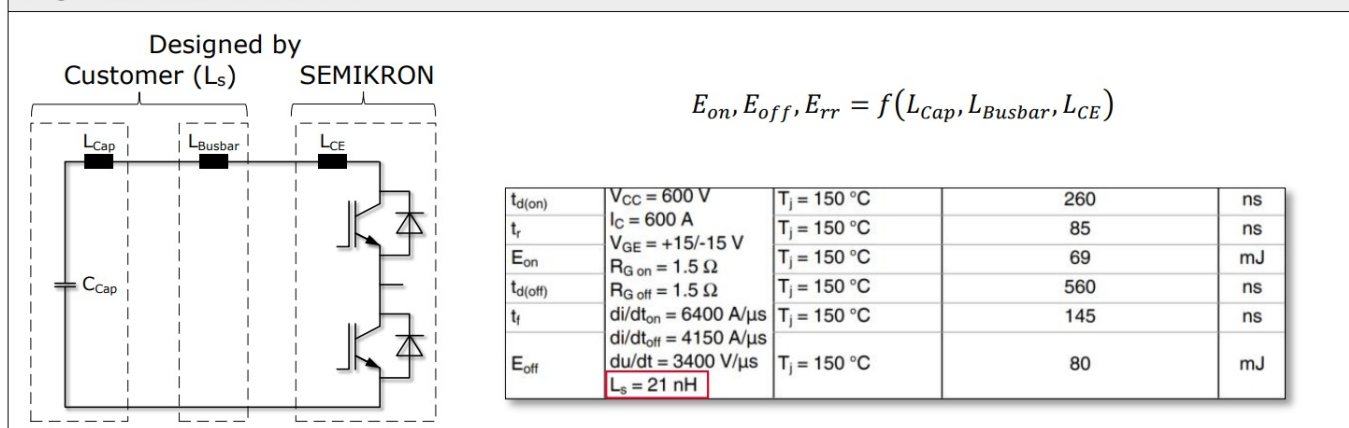 Designed by
Customer (Ls) SEMIKRON
LCap LBusbar LCE
CCap
Eon, Eoff, Err = f(LCap, LBusbar, LCE)
td(on) VCC = 600 V Tj = 150 °C 260 ns
tr IC = 600 A Tj = 150 °C 85 ns
VGE = +15/-15 V
Eon RG on = 1.5 Ω Tj = 150 °C 69 mJ
td(off) RG off = 1.5 Ω Tj = 150 °C 560 ns
tf di/dton = 6400 A/µs Tj = 150 °C 145 ns
di/dtoff = 4150 A/µs
Eoff du/dt = 3400 V/µs Tj = 150 °C 80 mJ
Ls = 21 nH